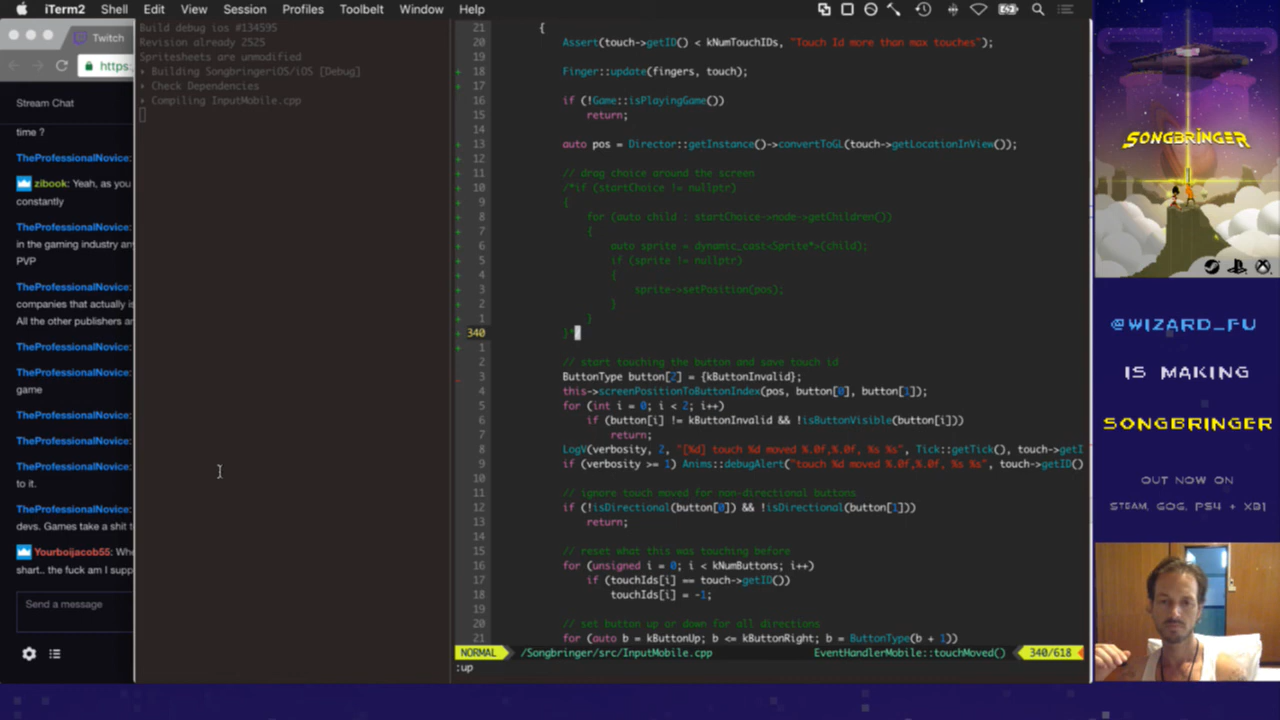 iTerm2 Shell Edit View Session Profiles Toolbelt Window Help
Twitch
https:
Stream Chat
time ?
TheProfessionalNovice:
zibook: Yeah, as you
constantly
TheProfessionalNovice:
in the gaming industry
PVP
TheProfessionalNovice:
companies that actually
All the other publishers
TheProfessionalNovice:
TheProfessionalNovice:
game
TheProfessionalNovice:
TheProfessionalNovice:
TheProfessionalNovice:
to it.
TheProfessionalNovice:
devs. Games take a shit
Yourboijacob55:
shart.. the fuck am I
Send a message
Build debug ios #134595
Revision already 2525
Spritesheets are unmodified
Building SongbringeriOS/iOS [Debug]
Check Dependencies
Compiling InputMobile.cpp
21 {
20 Assert(touch->getID() < kNumTouchIDs, "Touch Id more than max touches");
19
18 Finger::update(fingers, touch);
17
16 if (!Game::isPlayingGame())
15 return;
14
13 auto pos = Director::getInstance()->convertToGL(touch->getLocationInView());
12
11 // drag choice around the screen
10 /*if (startChoice != nullptr)
9 {
8 for (auto child : startChoice->node->getChildren())
7 {
6 auto sprite = dynamic_cast<Sprite*>(child);
5 if (sprite != nullptr)
4 {
3 sprite->setPosition(pos);
2 }
1 }
340 }*
1
2 // start touching the button and save touch id
3 ButtonType button[2] = {kButtonInvalid};
4 this->screenPositionToButtonIndex(pos, button[0], button[1]);
5 for (int i = 0; i < 2; i++)
6 if (button[i] != kButtonInvalid && !isButtonVisible(button[i]))
7 return;
8 LogV(verbosity, 2, "[%d] touch %d moved %.0f,%.0f, %s %s", Tick::getTick(), touch->getI
9 if (verbosity >= 1) Anims::debugAlert("touch %d moved %.0f,%.0f, %s %s", touch->getID()
10
11 // ignore touch moved for non-directional buttons
12 if (!isDirectional(button[0]) && !isDirectional(button[1]))
13 return;
14
15 // reset what this was touching before
16 for (unsigned i = 0; i < kNumButtons; i++)
17 if (touchIds[i] == touch->getID())
18 touchIds[i] = -1;
19
20 // set button up or down for all directions
21 for (auto b = kButtonUp; b <= kButtonRight; b = ButtonType(b + 1))
NORMAL /Songbringer/src/InputMobile.cpp EventHandlerMobile::touchMoved() 340/618
:up
SONGBRINGER
@WIZARD_FU
IS MAKING
SONGBRINGER
OUT NOW ON
STEAM, GOG, PS4 + XB1